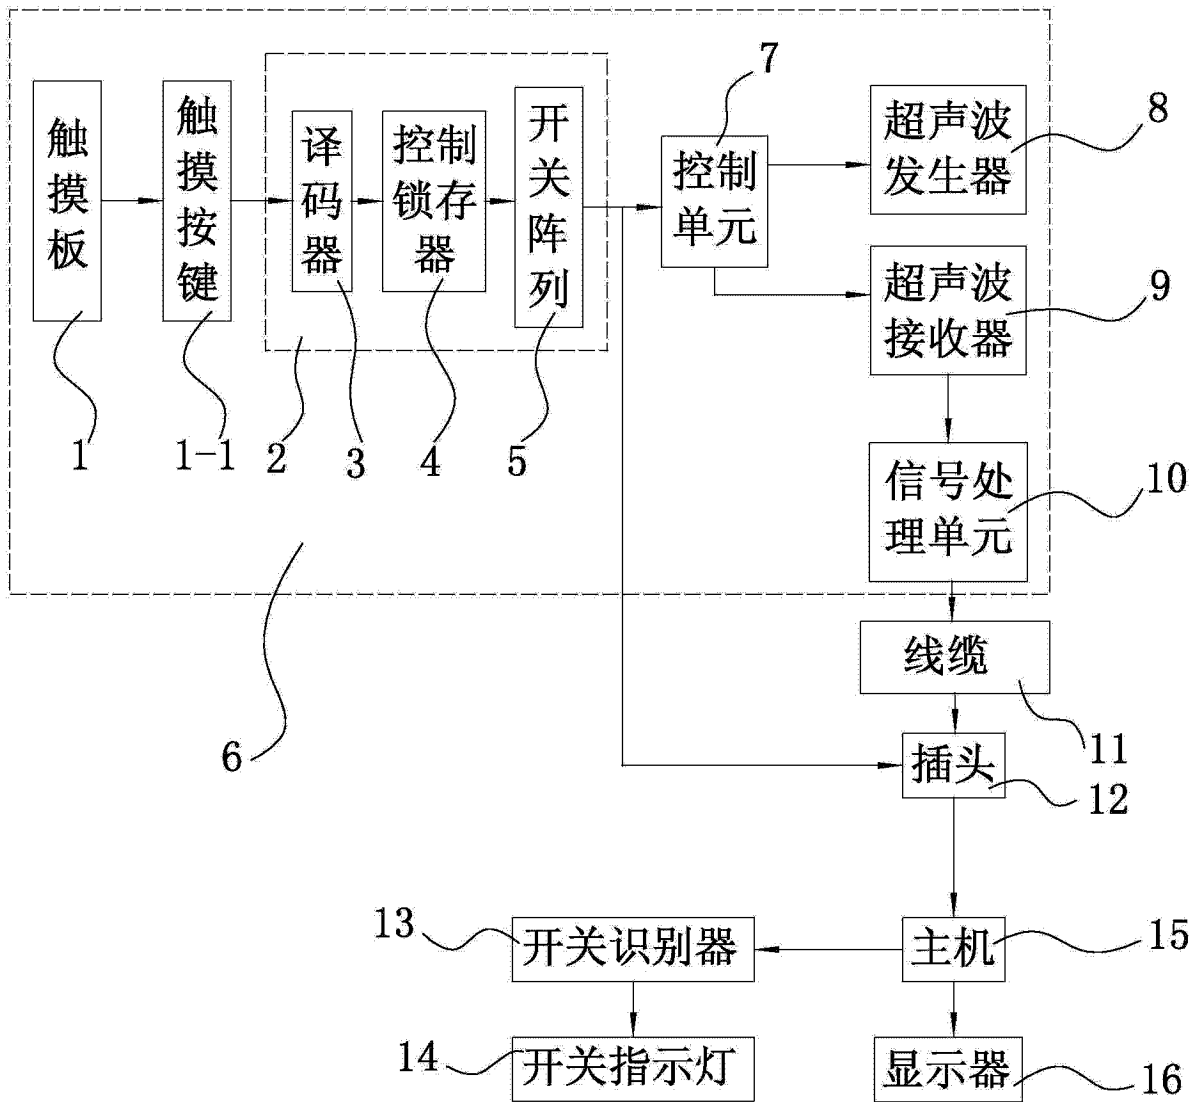 触摸板
触摸按键
译码器
控制
锁存
器
开关阵列
控制
单元
7
超声波
发生器
8
超声波
接收器
9
信号处
理单元
10
1
1-1
2
3
4
5
6
线缆
11
插头
12
13
开关识别器
主机
15
14
开关指示灯
显示器
16